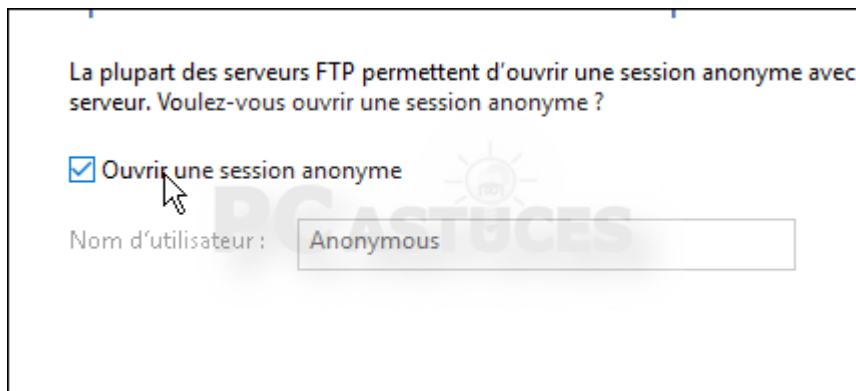 La plupart des serveurs FTP permettent d'ouvrir une session anonyme avec
serveur. Voulez-vous ouvrir une session anonyme ?
Ouvrir une session anonyme
Nom d'utilisateur :
Anonymous
PC ASTUCES